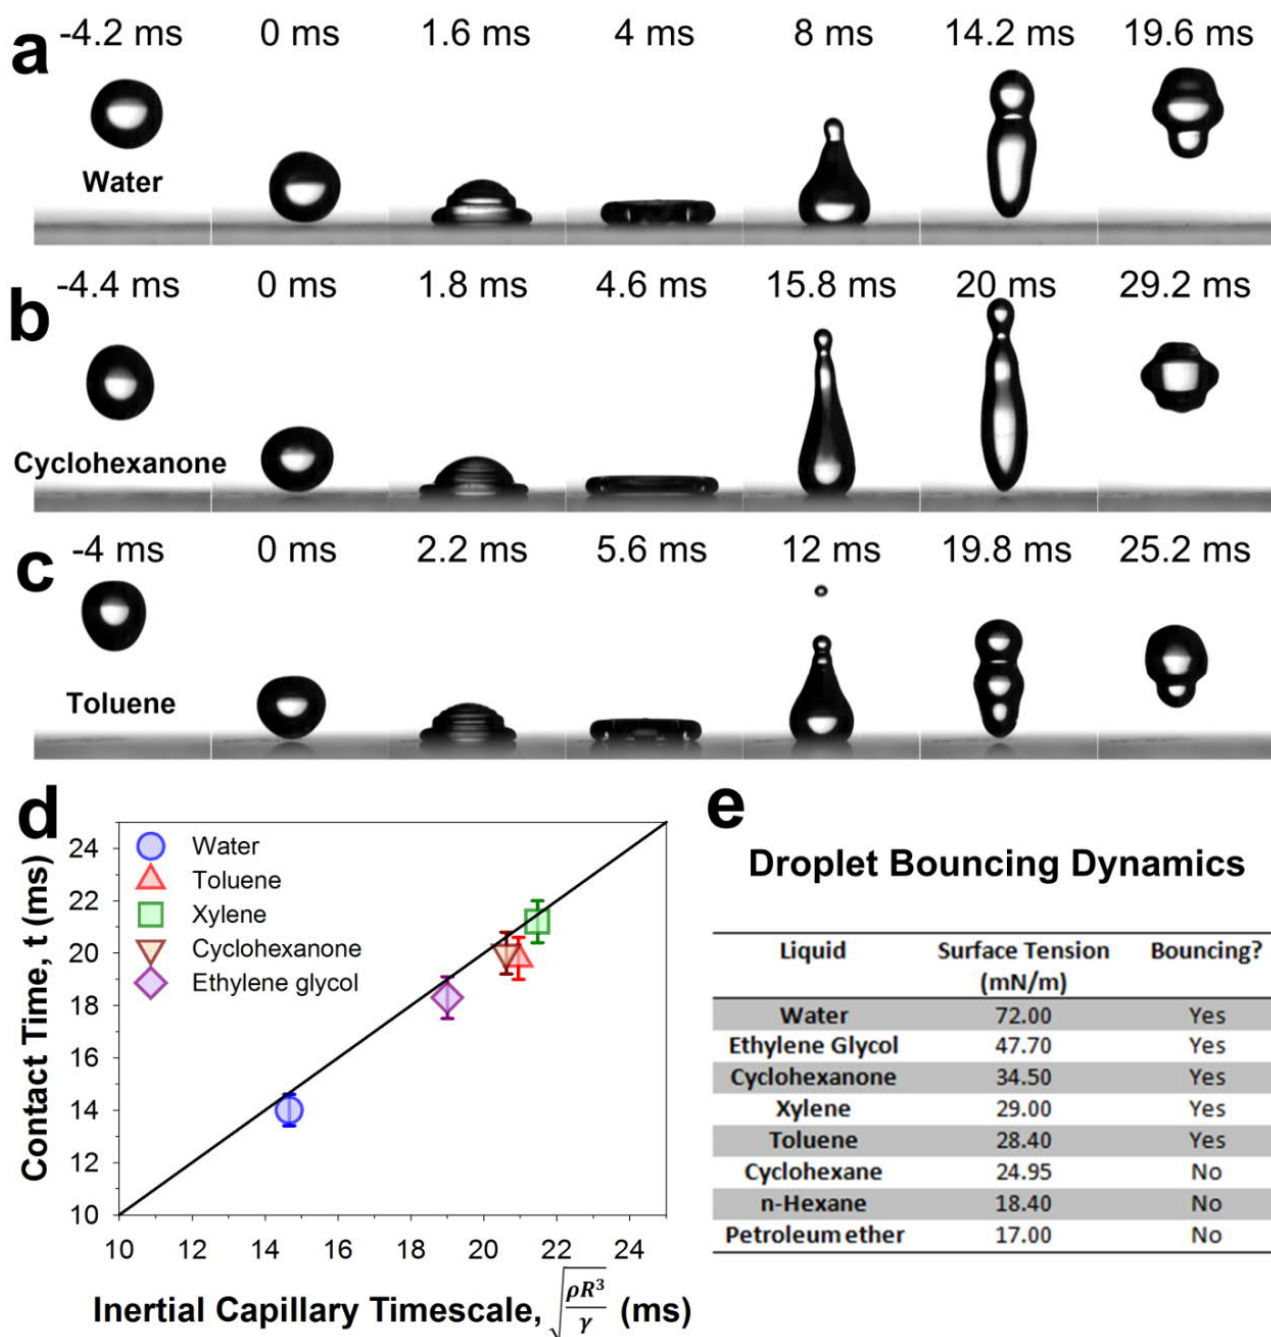 a
-4.2 ms 0 ms 1.6 ms 4 ms 8 ms 14.2 ms 19.6 ms
Water
b
-4.4 ms 0 ms 1.8 ms 4.6 ms 15.8 ms 20 ms 29.2 ms
Cyclohexanone
c
-4 ms 0 ms 2.2 ms 5.6 ms 12 ms 19.8 ms 25.2 ms
Toluene
d
Contact Time, t (ms)
24
22
20
18
16
14
12
10
Water
Toluene
Xylene
Cyclohexanone
Ethylene glycol
10 12 14 16 18 20 22 24
Inertial Capillary Timescale, √(ρR³/γ) (ms)
e
Droplet Bouncing Dynamics
Liquid Surface Tension Bouncing?
(mN/m)
Water 72.00 Yes
Ethylene Glycol 47.70 Yes
Cyclohexanone 34.50 Yes
Xylene 29.00 Yes
Toluene 28.40 Yes
Cyclohexane 24.95 No
n-Hexane 18.40 No
Petroleum ether 17.00 No